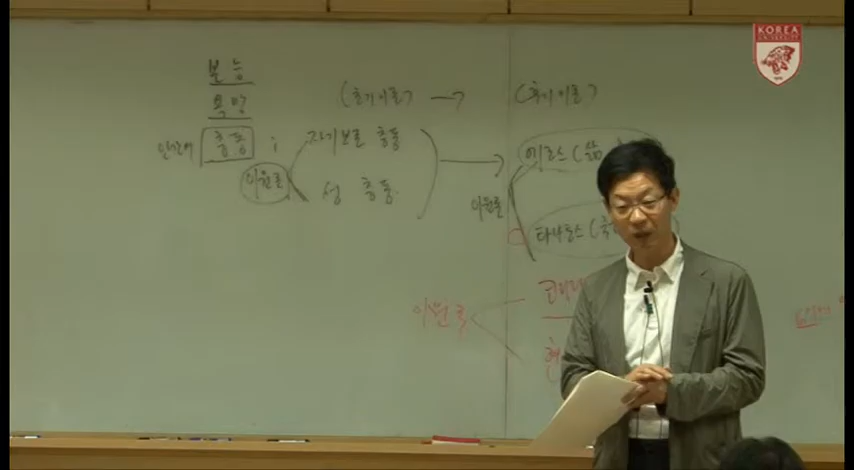 KOREA
UNIVERSITY
본능
욕망
(초기이론) → (후기이론)
인간의 충동 ; 자기보존 충동
에로스 (삶
이원론
성 충동
이원론
타나토스 (죽
이원론